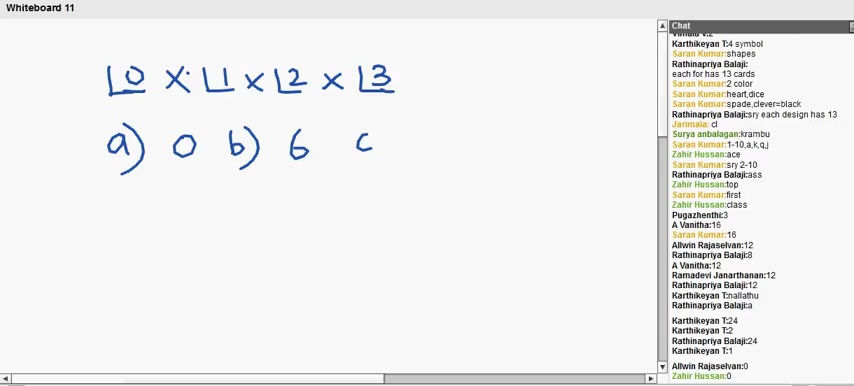 Whiteboard 11
∟0 × ∟1 × ∟2 × ∟3
a) 0 b) 6 c
Chat
Karthikeyan T:4 symbol
Saran Kumar:shapes
Rathinapriya Balaji:
each for has 13 cards
Saran Kumar:2 color
Saran Kumar:heart,dice
Saran Kumar:spade,clever=black
Rathinapriya Balaji:sry each design has 13
Jarimala: cl
Surya anbalagan:krambu
Saran Kumar:1-10,a,k,q,j
Zahir Hussan:ace
Saran Kumar:sry 2-10
Rathinapriya Balaji:ass
Zahir Hussan:top
Saran Kumar:first
Zahir Hussan:class
Pugazhenthi:3
A Vanitha:16
Saran Kumar:16
Allwin Rajaselvan:12
Rathinapriya Balaji:8
A Vanitha:12
Ramadevi Janarthanan:12
Rathinapriya Balaji:12
Karthikeyan T:nallathu
Rathinapriya Balaji:a
Karthikeyan T:24
Karthikeyan T:2
Rathinapriya Balaji:24
Karthikeyan T:1
Allwin Rajaselvan:0
Zahir Hussan:0